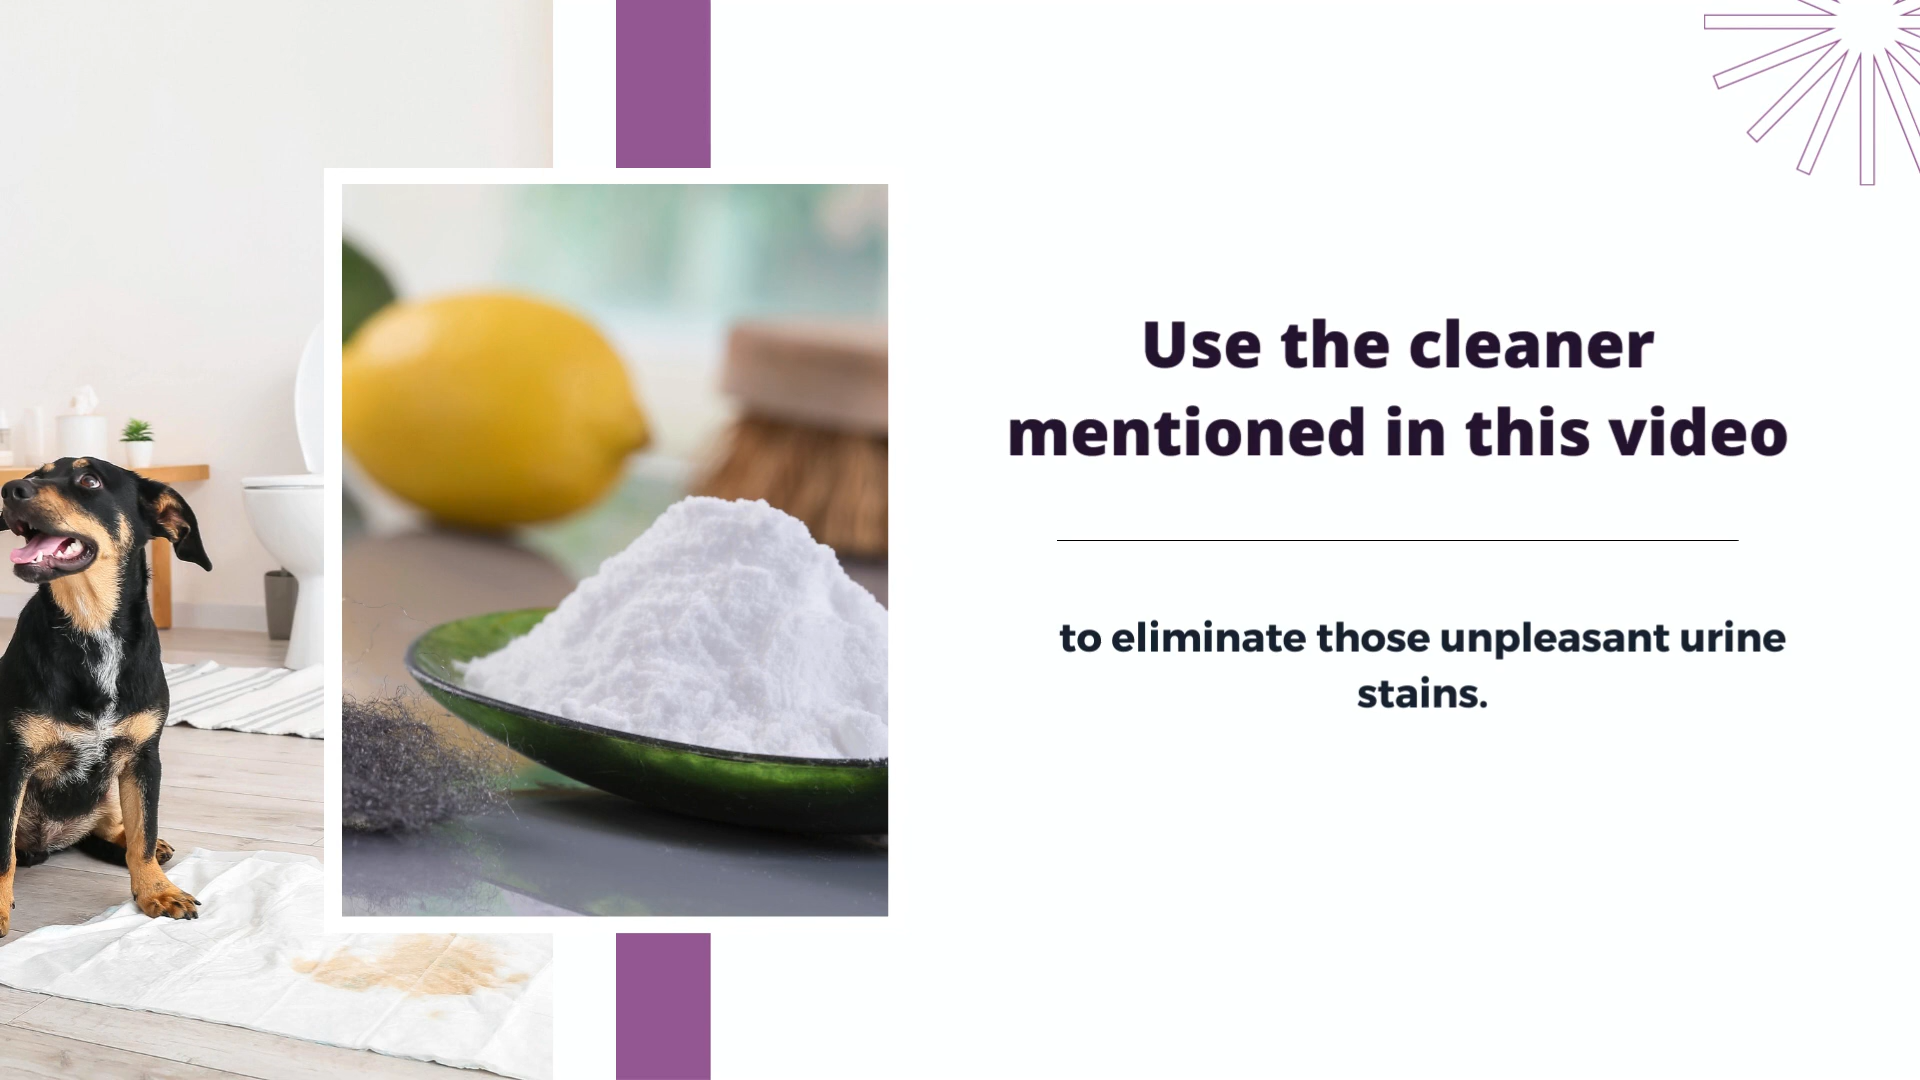 Use the cleaner
mentioned in this video
to eliminate those unpleasant urine
stains.